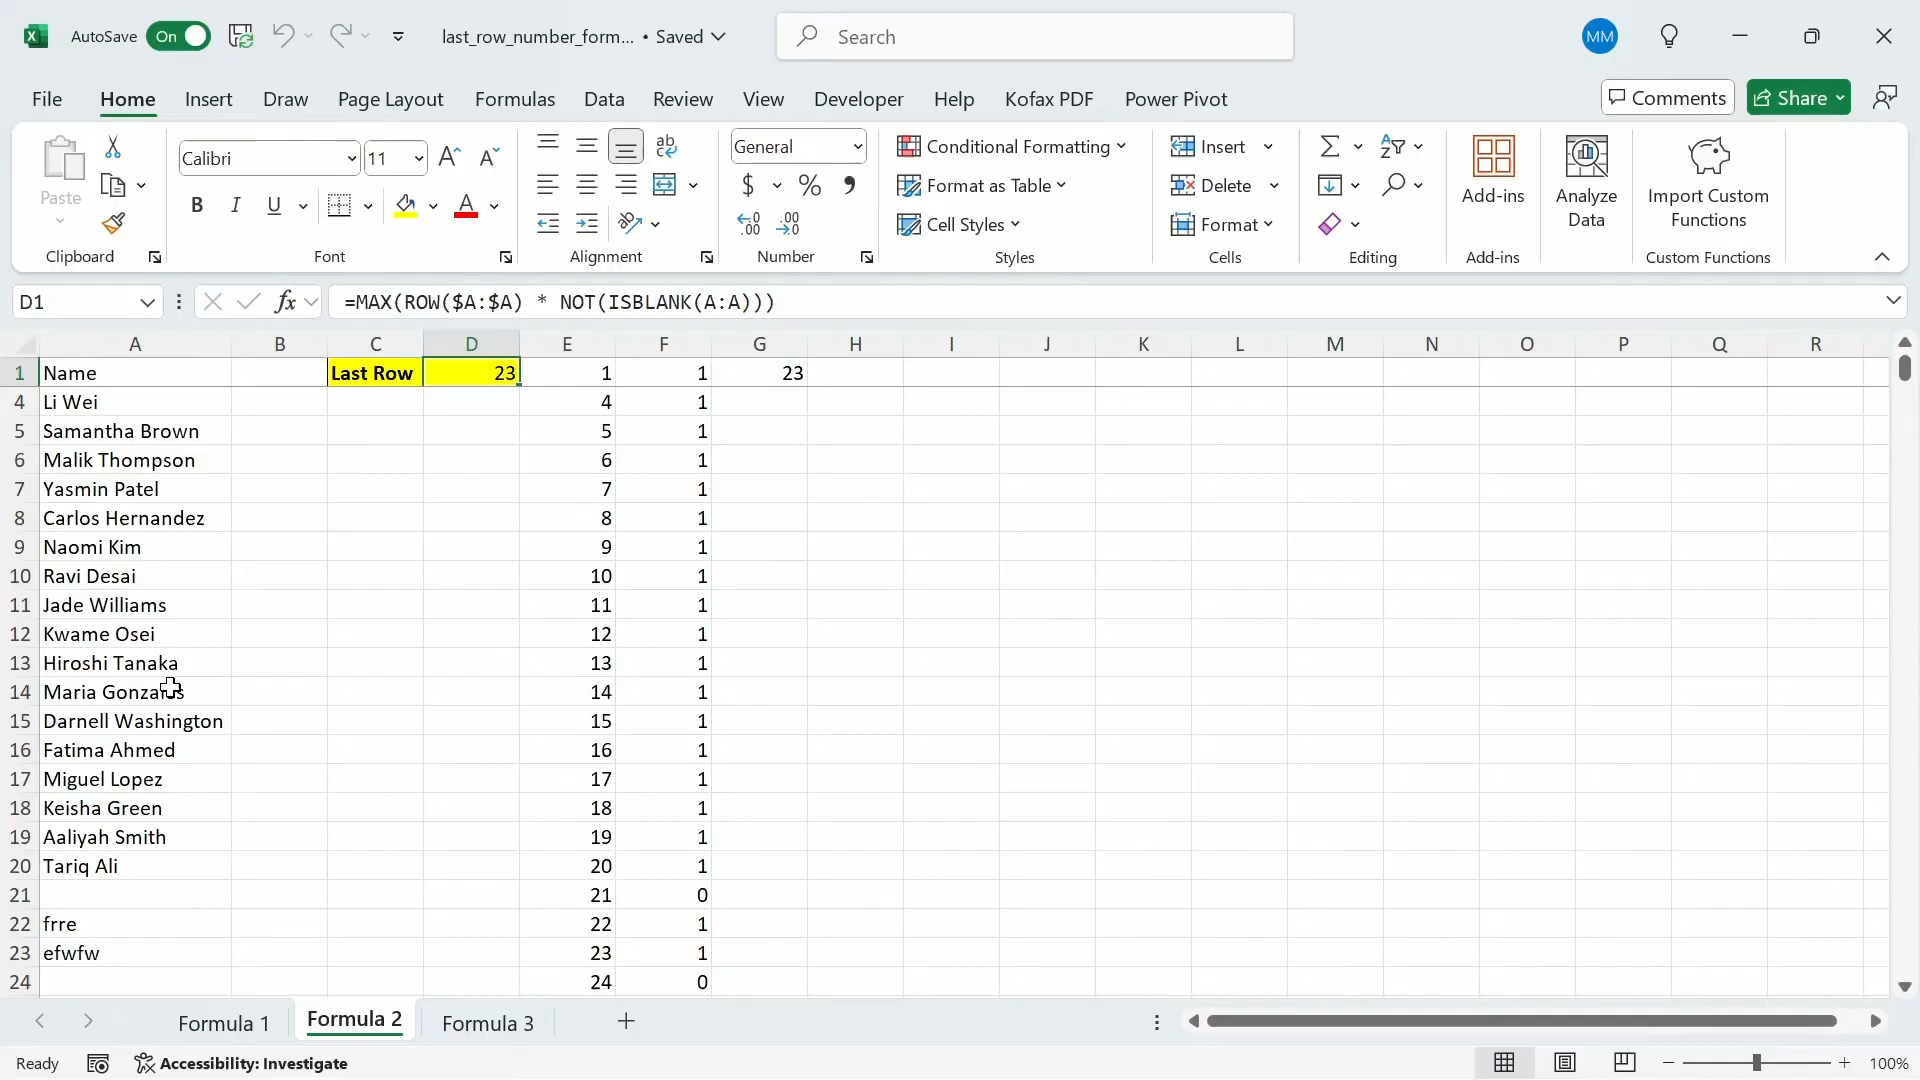 AutoSave On last_row_number_form... • Saved Search MM
File Home Insert Draw Page Layout Formulas Data Review View Developer Help Kofax PDF Power Pivot Comments Share
Paste Calibri 11 General Conditional Formatting Insert Add-ins Analyze Data Import Custom Functions
B I U $ % Format as Table Delete
Cell Styles Format
Clipboard Font Alignment Number Styles Cells Editing Add-ins Custom Functions
D1 fx =MAX(ROW($A:$A) * NOT(ISBLANK(A:A)))
A B C D E F G H I J K L M N O P Q R
1 Name Last Row 23 1 1 23
4 Li Wei 4 1
5 Samantha Brown 5 1
6 Malik Thompson 6 1
7 Yasmin Patel 7 1
8 Carlos Hernandez 8 1
9 Naomi Kim 9 1
10 Ravi Desai 10 1
11 Jade Williams 11 1
12 Kwame Osei 12 1
13 Hiroshi Tanaka 13 1
14 Maria 14 1
15 Darnell Washington 15 1
16 Fatima Ahmed 16 1
17 Miguel Lopez 17 1
18 Keisha Green 18 1
19 Aaliyah Smith 19 1
20 Tariq Ali 20 1
21 21 0
22 frre 22 1
23 efwfw 23 1
24 24 0
Formula 1 Formula 2 Formula 3
Ready Accessibility: Investigate 100%